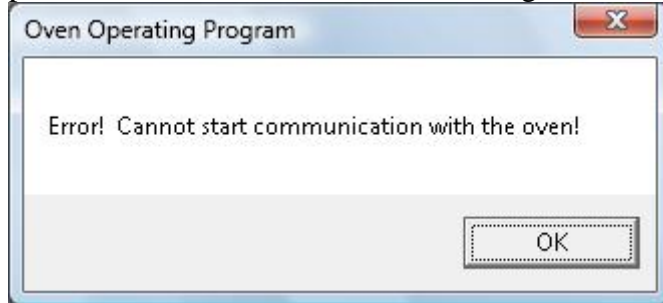 Oven Operating Program
Error! Cannot start communication with the oven!
OK